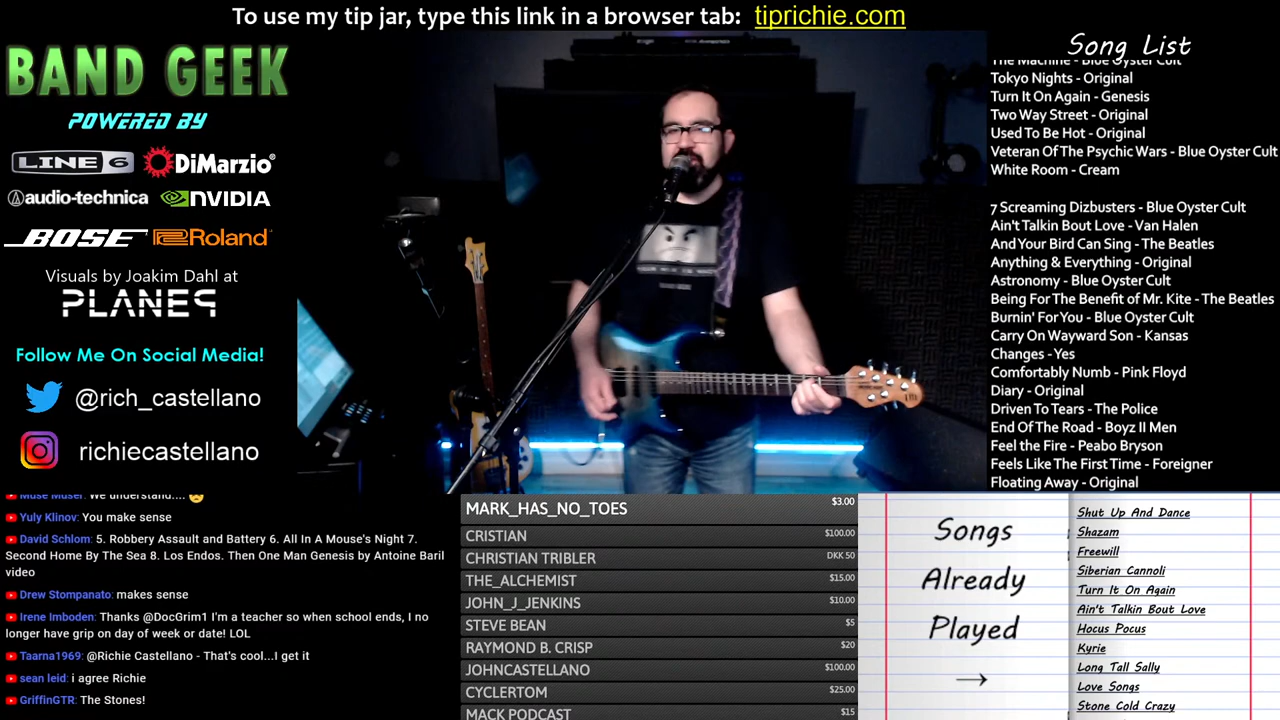 To use my tip jar, type this link in a browser tab: tiprichie.com
BAND GEEK
POWERED BY
LINE 6 DiMarzio®
audio-technica NVIDIA
BOSE Roland
Visuals by Joakim Dahl at
PLANE9
Follow Me On Social Media!
@rich_castellano
richiecastellano
Song List
The Machine - Blue Oyster Cult
Tokyo Nights - Original
Turn It On Again - Genesis
Two Way Street - Original
Used To Be Hot - Original
Veteran Of The Psychic Wars - Blue Oyster Cult
White Room - Cream
7 Screaming Dizbusters - Blue Oyster Cult
Ain't Talkin Bout Love - Van Halen
And Your Bird Can Sing - The Beatles
Anything & Everything - Original
Astronomy - Blue Oyster Cult
Being For The Benefit of Mr. Kite - The Beatles
Burnin' For You - Blue Oyster Cult
Carry On Wayward Son - Kansas
Changes - Yes
Comfortably Numb - Pink Floyd
Diary - Original
Driven To Tears - The Police
End Of The Road - Boyz II Men
Feel the Fire - Peabo Bryson
Feels Like The First Time - Foreigner
Floating Away - Original
Muse Muser: We understand....
Yuly Klinov: You make sense
David Schlom: 5. Robbery Assault and Battery 6. All In A Mouse's Night 7.
Second Home By The Sea 8. Los Endos. Then One Man Genesis by Antoine Baril
video
Drew Stompanato: makes sense
Irene Imboden: Thanks @DocGrim1 I'm a teacher so when school ends, I no
longer have grip on day of week or date! LOL
Taarna1969: @Richie Castellano - That's cool...I get it
sean leid: i agree Richie
GriffinGTR: The Stones!
MARK_HAS_NO_TOES $3.00
CRISTIAN $100.00
CHRISTIAN TRIBLER DKK 50
THE_ALCHEMIST $15.00
JOHN_J_JENKINS $10.00
STEVE BEAN $5
RAYMOND B. CRISP $20
JOHNCASTELLANO $100.00
CYCLERTOM $25.00
MACK PODCAST $15
Songs
Already
Played
→
Shut Up And Dance
Shazam
Freewill
Siberian Cannoli
Turn It On Again
Ain't Talkin Bout Love
Hocus Pocus
Kyrie
Long Tall Sally
Love Songs
Stone Cold Crazy